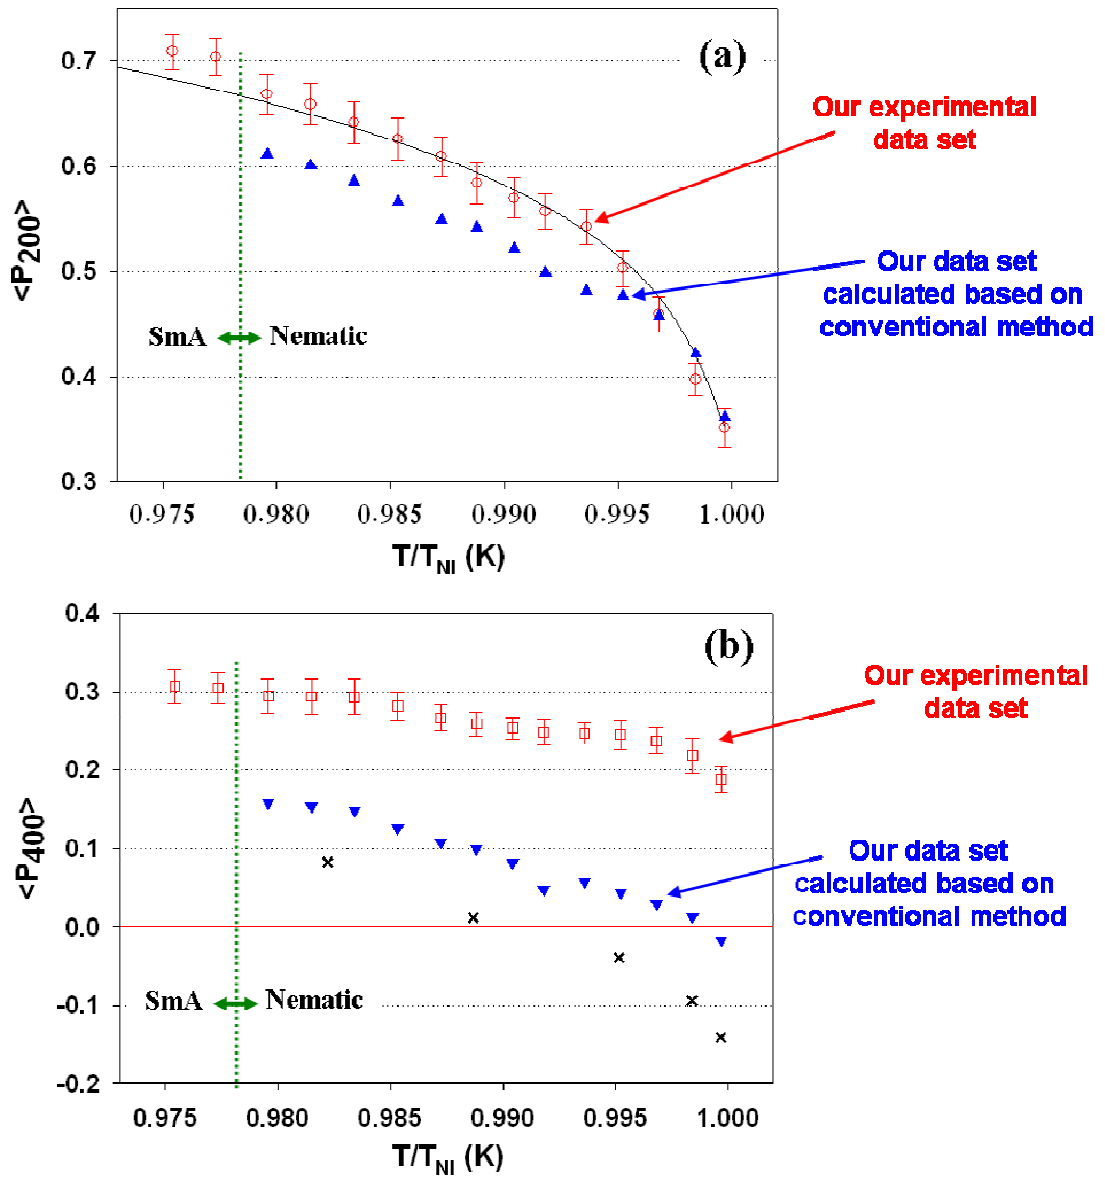 (a)
0.7
0.6
0.5
0.4
0.3
<P200>
Our experimental
data set
Our data set
calculated based on
conventional method
SmA
Nematic
0.975 0.980 0.985 0.990 0.995 1.000
T/TNI (K)
(b)
0.4
0.3
0.2
0.1
0.0
-0.1
-0.2
<P400>
Our experimental
data set
Our data set
calculated based on
conventional method
SmA
Nematic
0.975 0.980 0.985 0.990 0.995 1.000
T/TNI (K)